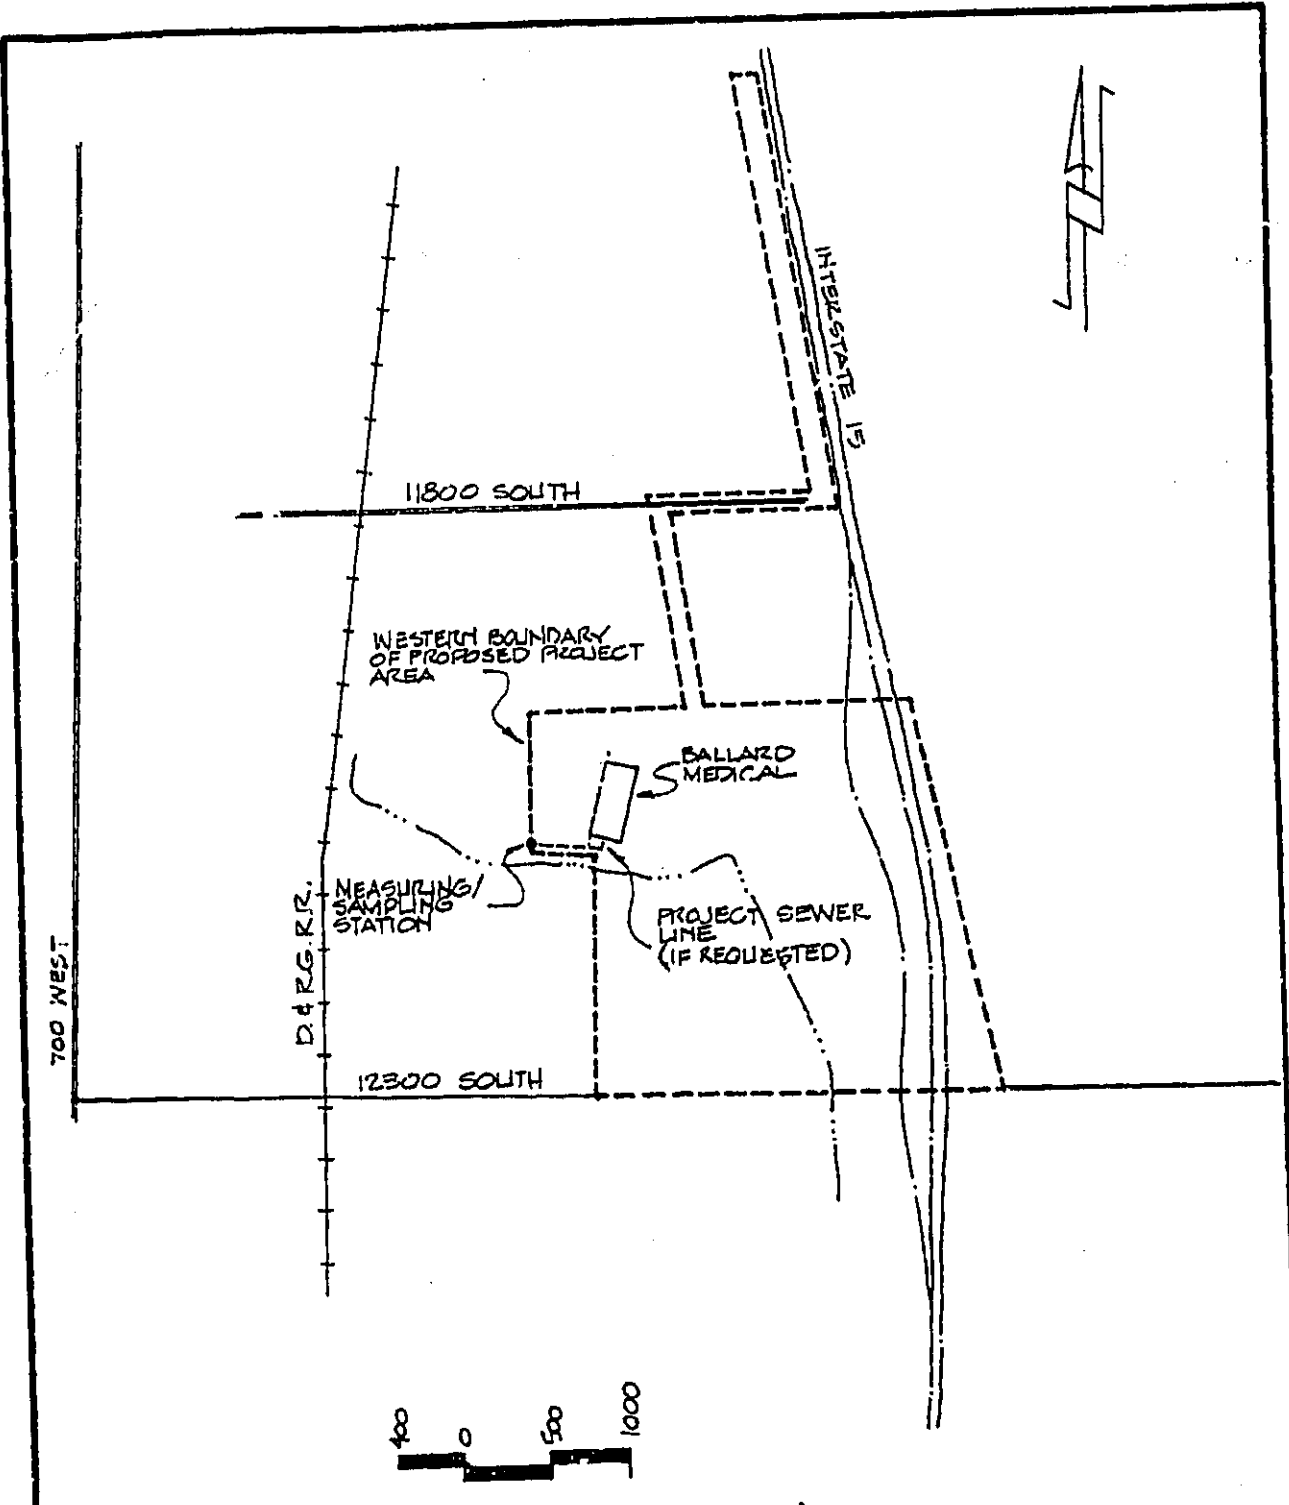 INTERSTATE 15
11800 SOUTH
WESTERN BOUNDARY
OF PROPOSED PROJECT
AREA
BALLARD
MEDICAL
MEASURING/
SAMPLING
STATION
PROJECT SEWER
LINE
(IF REQUESTED)
D.&R.G.R.R.
700 WEST
12300 SOUTH
400 0 500 1000